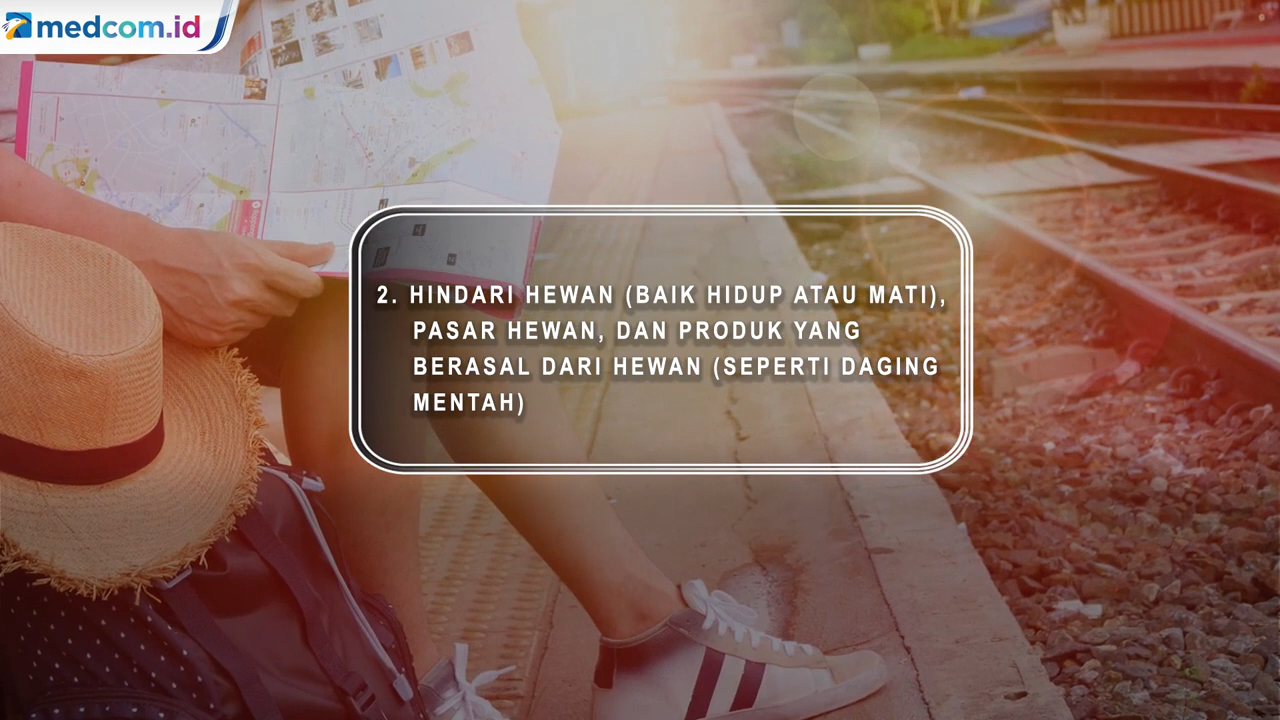 medcom.id
2. HINDARI HEWAN (BAIK HIDUP ATAU MATI),
PASAR HEWAN, DAN PRODUK YANG
BERASAL DARI HEWAN (SEPERTI DAGING
MENTAH)